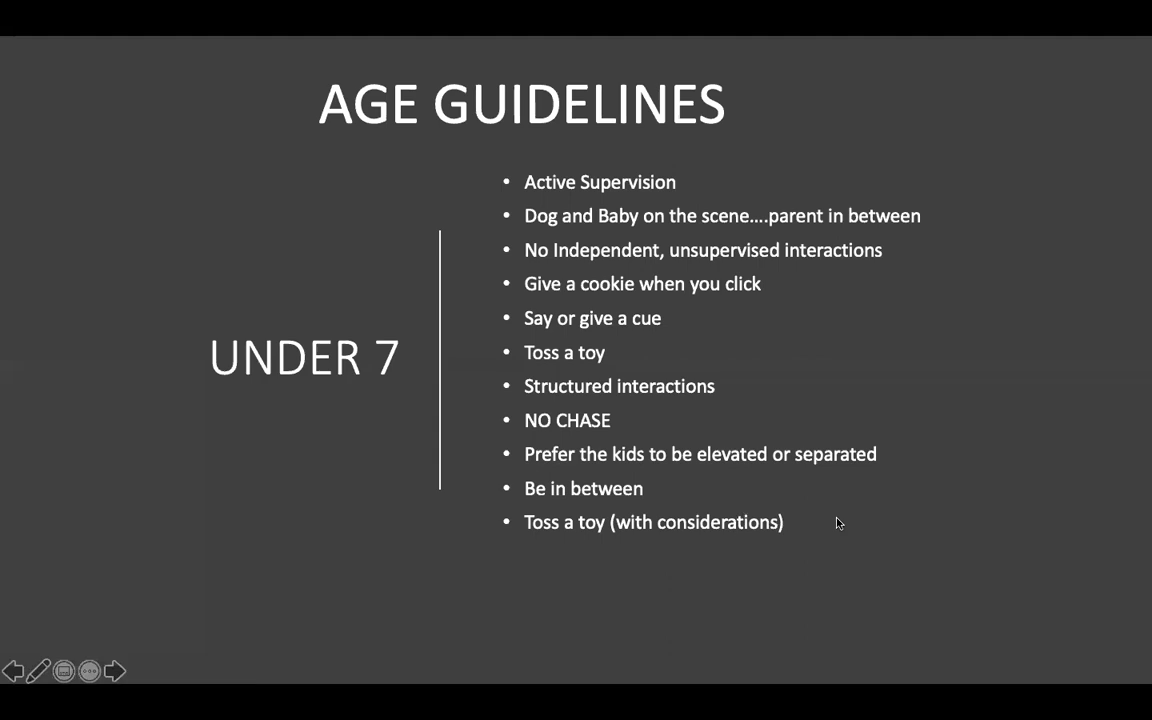 AGE GUIDELINES
UNDER 7
• Active Supervision
• Dog and Baby on the scene....parent in between
• No Independent, unsupervised interactions
• Give a cookie when you click
• Say or give a cue
• Toss a toy
• Structured interactions
• NO CHASE
• Prefer the kids to be elevated or separated
• Be in between
• Toss a toy (with considerations)